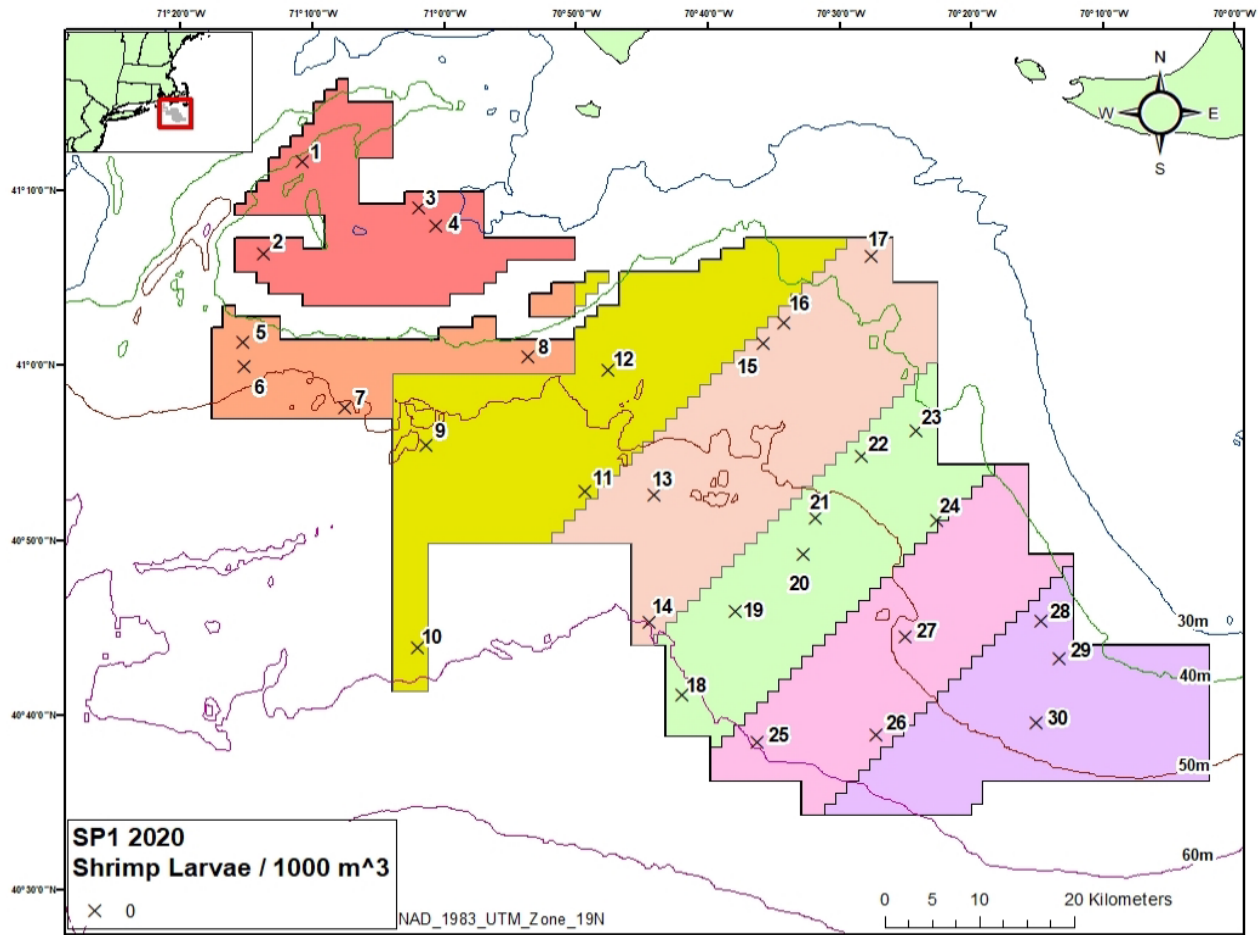 71°20'0"W 71°10'0"W 71°0'0"W 70°50'0"W 70°40'0"W 70°30'0"W 70°20'0"W 70°10'0"W 70°0'0"W
N
W E
S
1
41°10'0"N
3
4
2
17
16
5
15
8
41°0'0"N
12
6
7
23
9
22
11
13
21
24
40°50'0"N
20
19
14
28
30m
27
10
29
40m
18
40°40'0"N
26
30
25
50m
SP1 2020
60m
Shrimp Larvae / 1000 m^3
40°30'0"N
0 5 10 20 Kilometers
0
NAD_1983_UTM_Zone_19N